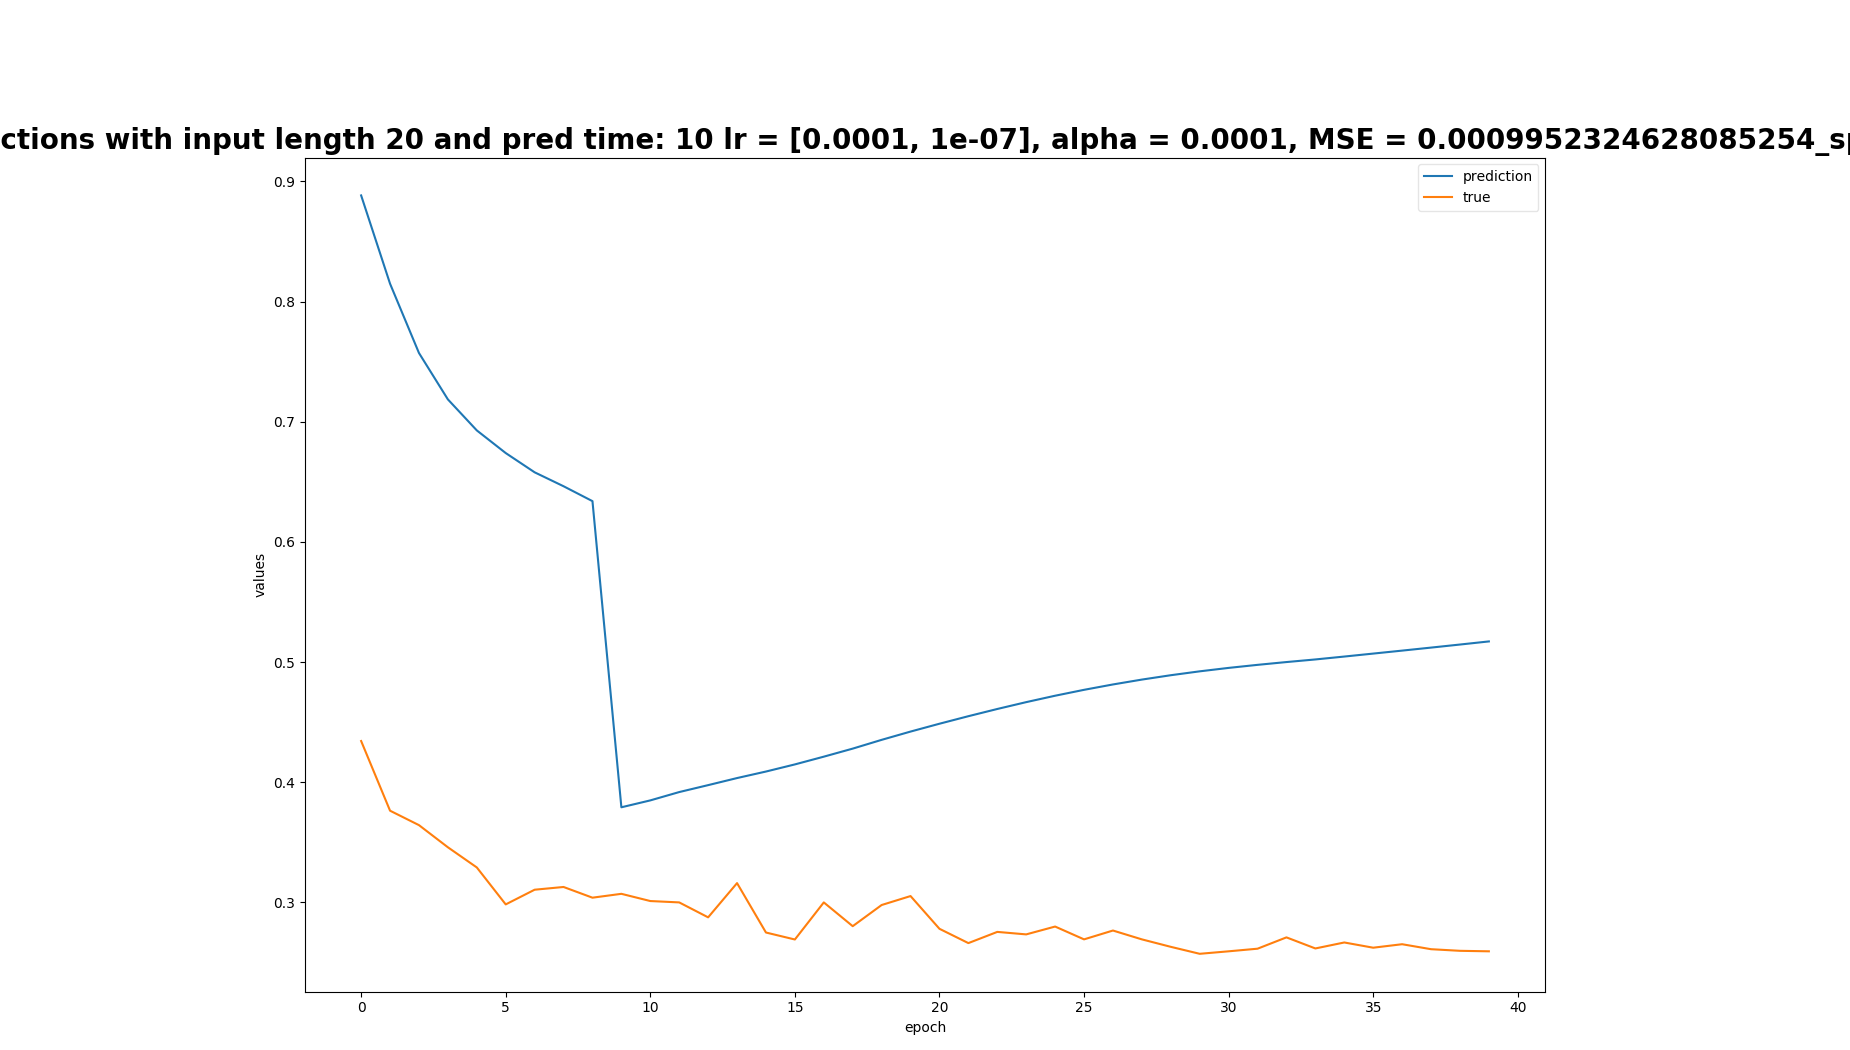 ctions with input length 20 and pred time: 10 lr = [0.0001, 1e-07], alpha = 0.0001, MSE = 0.0009952324628085254_sp
prediction
true
0.9
0.8
0.7
0.6
0.5
0.4
0.3
values
0 5 10 15 20 25 30 35 40
epoch